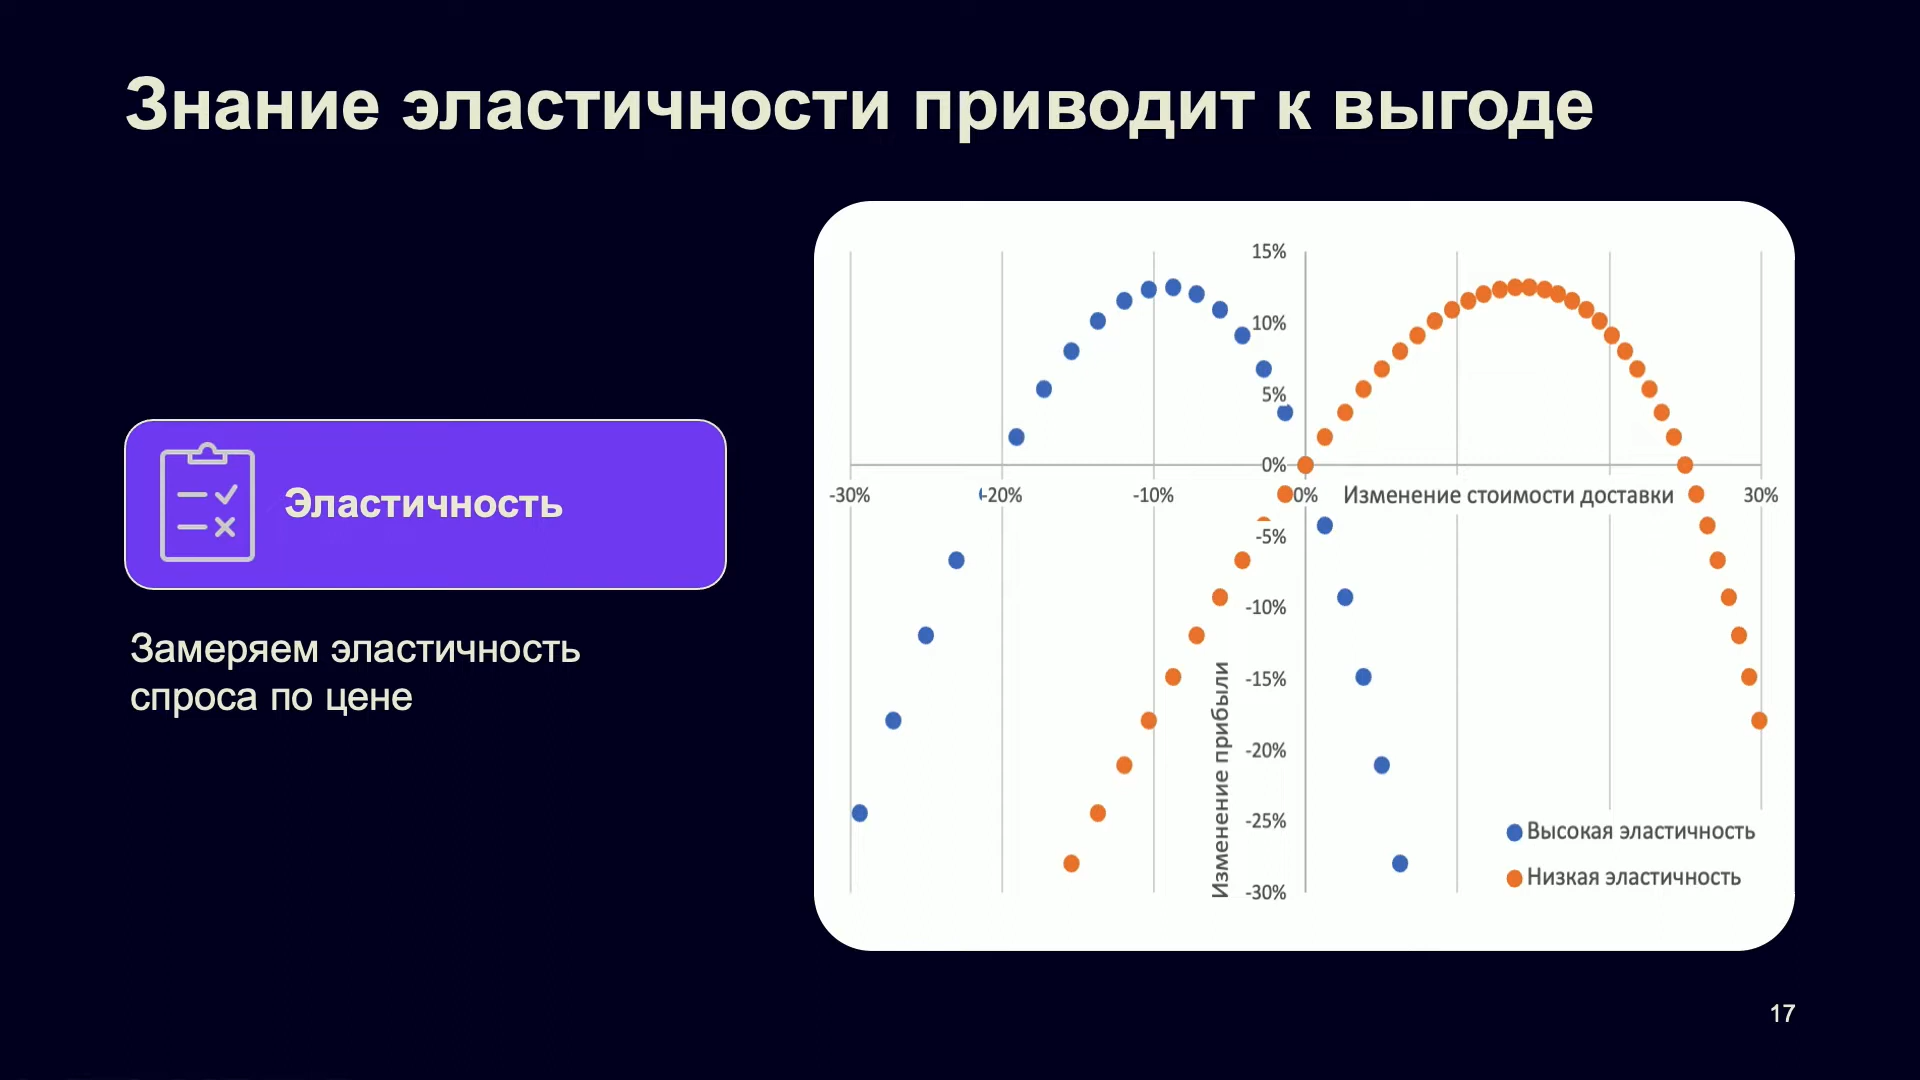 Знание эластичности приводит к выгоде
Эластичность
Замеряем эластичность
спроса по цене
15%
10%
5%
0%
-30%
-20%
-10%
0%
Изменение стоимости доставки
30%
-5%
-10%
-15%
-20%
-25%
-30%
Изменение прибыли
Высокая эластичность
Низкая эластичность
17